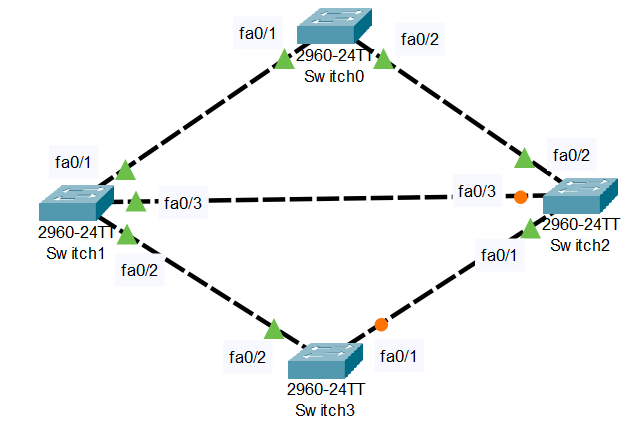 fa0/1
fa0/2
2960-24TT
Switch0
fa0/1
fa0/2
fa0/3
fa0/3
2960-24TT
Switch1
2960-24TT
Switch2
fa0/2
fa0/1
fa0/2
fa0/1
2960-24TT
Switch3